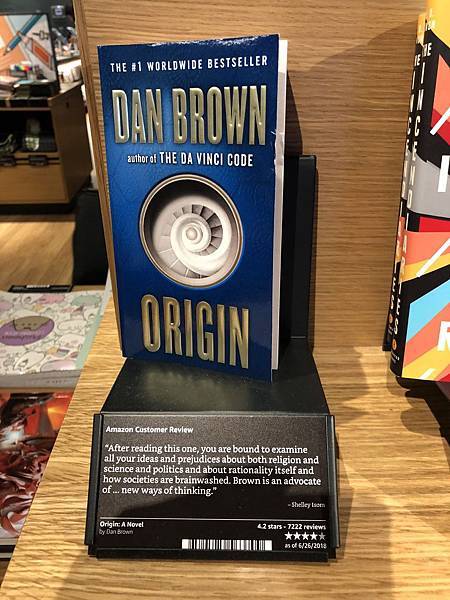 THE #1 WORLDWIDE BESTSELLER
DAN BROWN
author of THE DA VINCI CODE
ORIGIN
Amazon Customer Review
“After reading this one, you are bound to examine
all your ideas and prejudices about both religion and
science and politics and about rationality itself and
how societies are brainwashed. Brown is an advocate
of ... new ways of thinking.”
– Shelley Isom
Origin: A Novel
by Dan Brown
4.2 stars - 7222 reviews
as of 6/26/2018